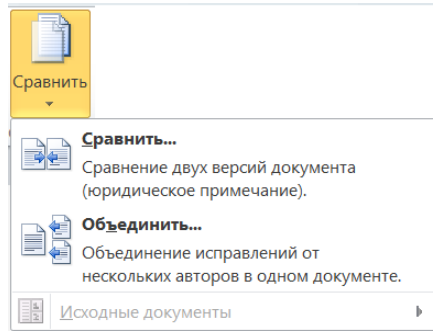 Сравнить
Сравнить...
Сравнение двух версий документа
(юридическое примечание).
Объединить...
Объединение исправлений от
нескольких авторов в одном документе.
Исходные документы